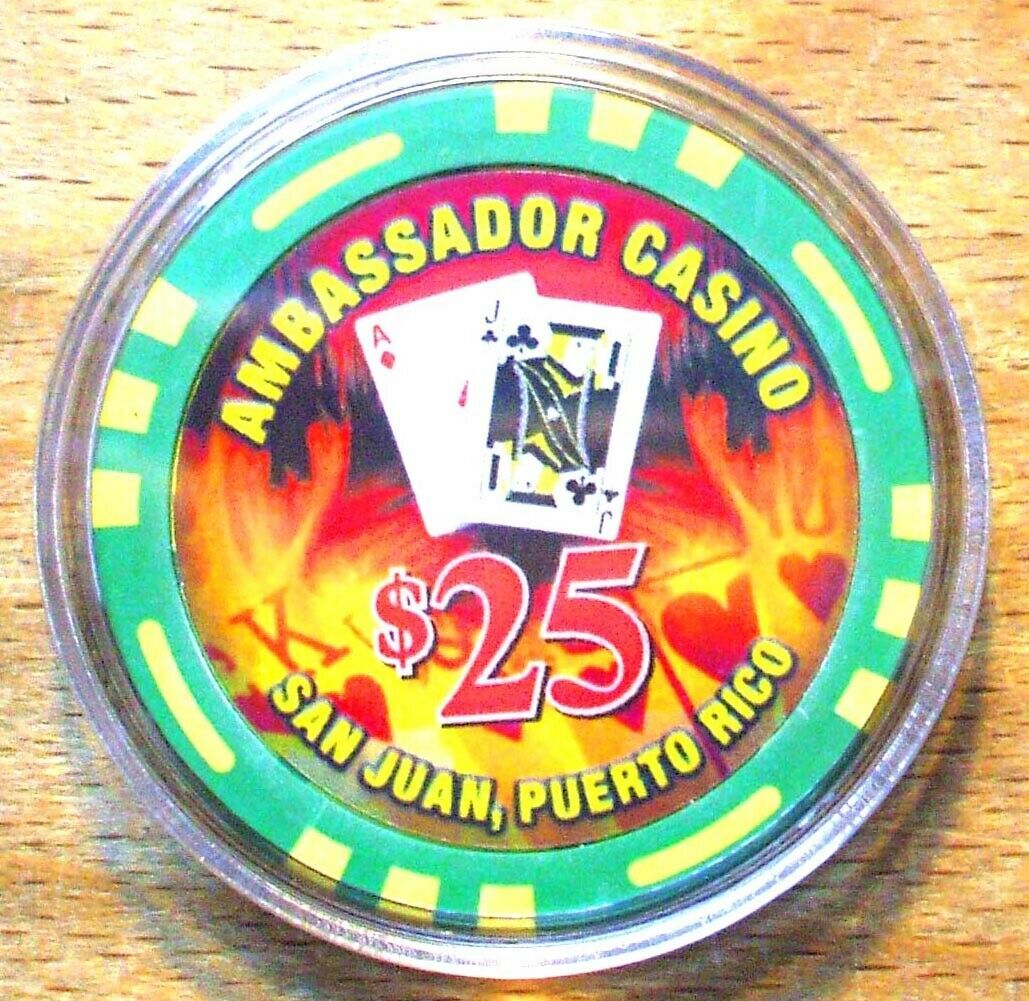 AMBASSADOR CASINO
A
J
J
$25
K
SAN JUAN, PUERTO RICO